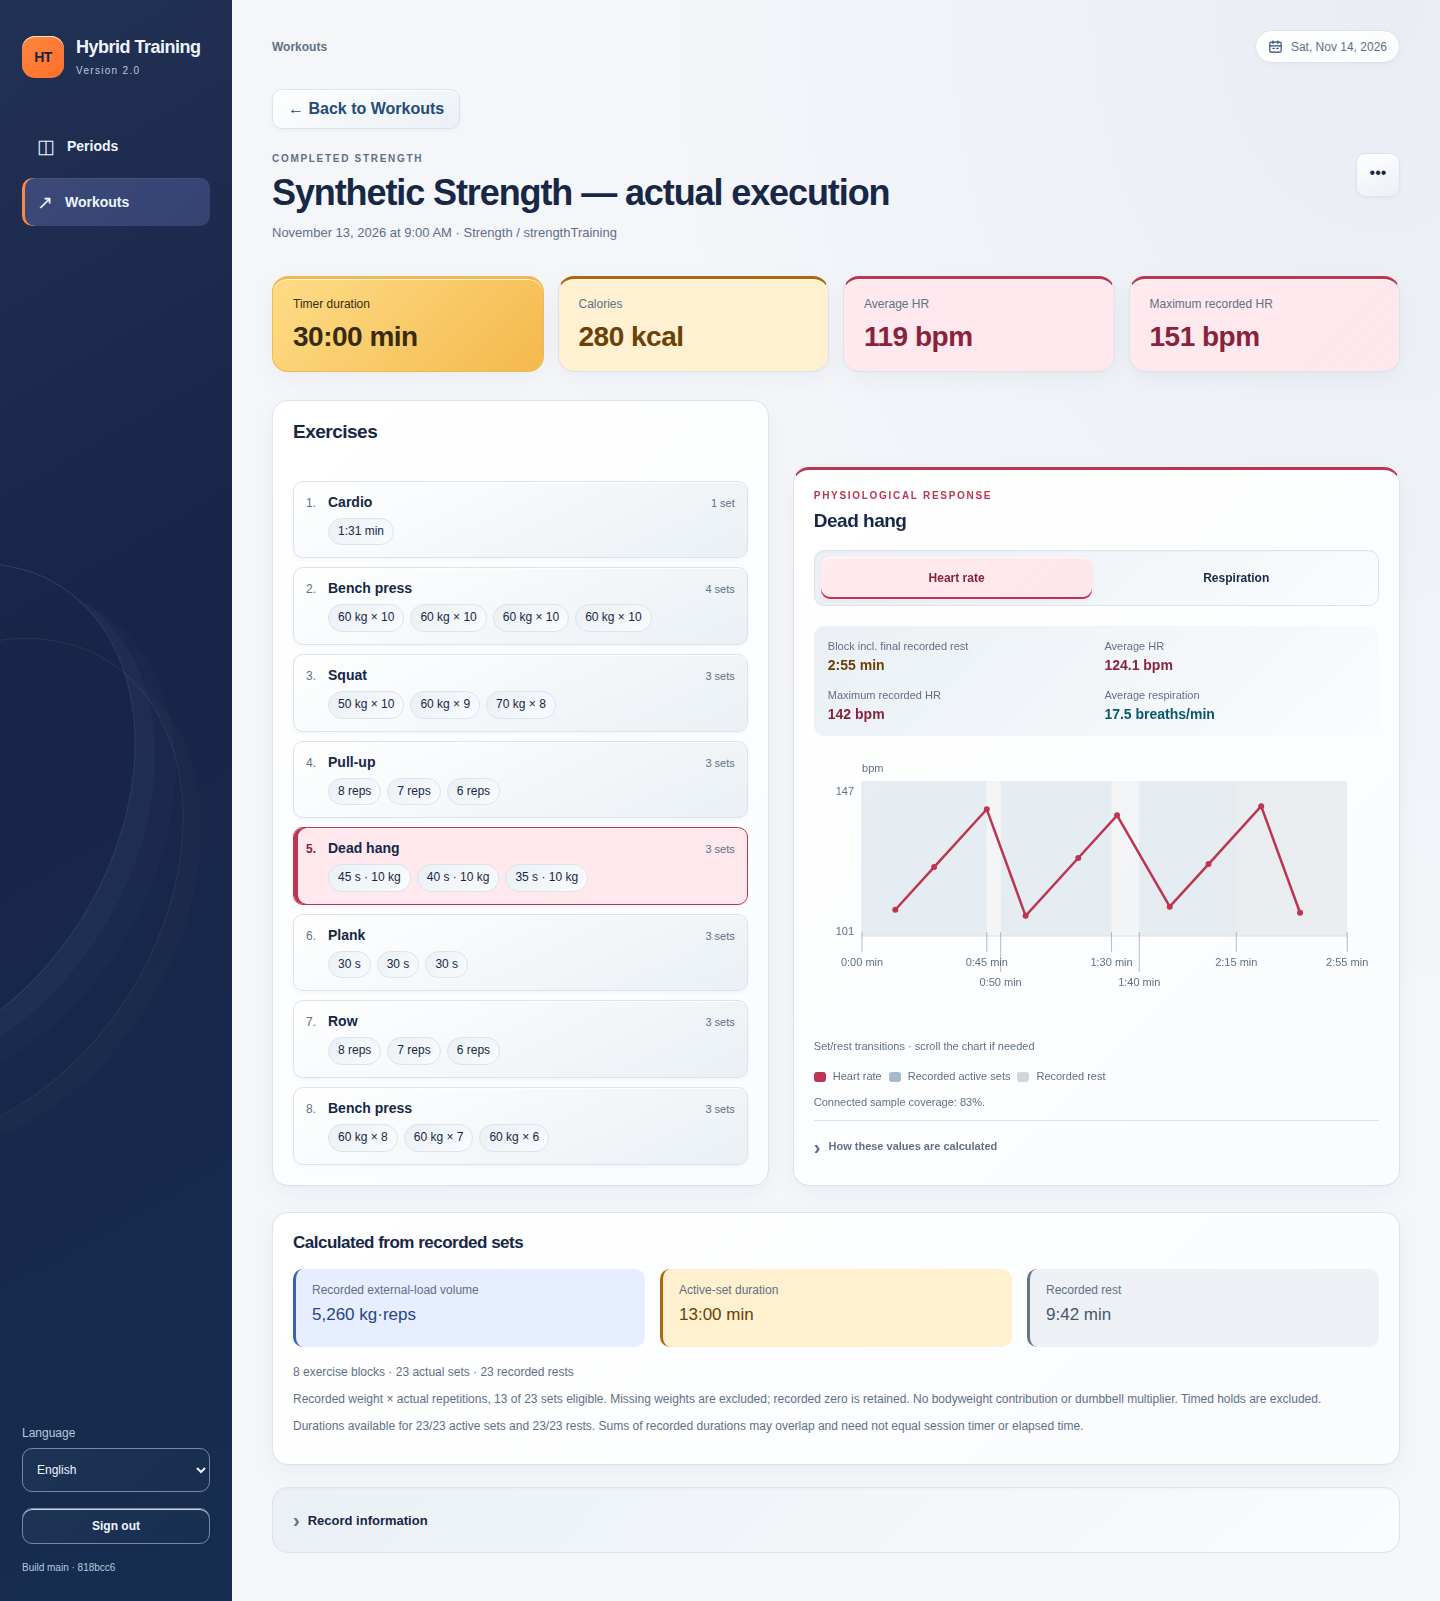 HT
Hybrid Training
Version 2.0
Periods
Workouts
Language
English
Sign out
Build main · 818bcc6
Workouts
Sat, Nov 14, 2026
← Back to Workouts
COMPLETED STRENGTH
Synthetic Strength — actual execution
•••
November 13, 2026 at 9:00 AM · Strength / strengthTraining
Timer duration
30:00 min
Calories
280 kcal
Average HR
119 bpm
Maximum recorded HR
151 bpm
Exercises
1. Cardio 1 set
1:31 min
2. Bench press 4 sets
60 kg × 10 60 kg × 10 60 kg × 10 60 kg × 10
3. Squat 3 sets
50 kg × 10 60 kg × 9 70 kg × 8
4. Pull-up 3 sets
8 reps 7 reps 6 reps
5. Dead hang 3 sets
45 s · 10 kg 40 s · 10 kg 35 s · 10 kg
6. Plank 3 sets
30 s 30 s 30 s
7. Row 3 sets
8 reps 7 reps 6 reps
8. Bench press 3 sets
60 kg × 8 60 kg × 7 60 kg × 6
PHYSIOLOGICAL RESPONSE
Dead hang
Heart rate Respiration
Block incl. final recorded rest
2:55 min
Average HR
124.1 bpm
Maximum recorded HR
142 bpm
Average respiration
17.5 breaths/min
bpm
147
101
0:00 min 0:45 min 1:30 min 2:15 min 2:55 min
0:50 min 1:40 min
Set/rest transitions · scroll the chart if needed
Heart rate Recorded active sets Recorded rest
Connected sample coverage: 83%.
› How these values are calculated
Calculated from recorded sets
Recorded external-load volume
5,260 kg·reps
Active-set duration
13:00 min
Recorded rest
9:42 min
8 exercise blocks · 23 actual sets · 23 recorded rests
Recorded weight × actual repetitions, 13 of 23 sets eligible. Missing weights are excluded; recorded zero is retained. No bodyweight contribution or dumbbell multiplier. Timed holds are excluded.
Durations available for 23/23 active sets and 23/23 rests. Sums of recorded durations may overlap and need not equal session timer or elapsed time.
› Record information